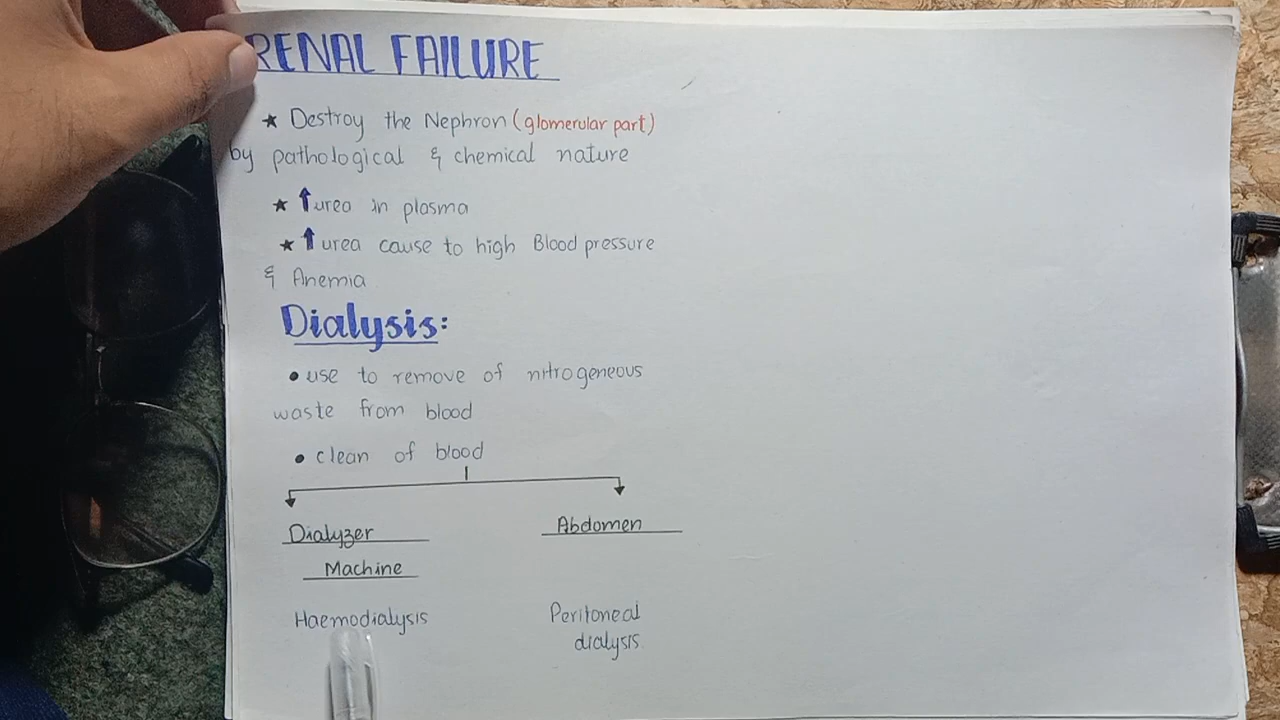 RENAL FAILURE
★ Destroy the Nephron (glomerular part)
by pathological & chemical nature
★ ↑urea in plasma
★ ↑urea cause to high Blood pressure
& Anemia
Dialysis:
• use to remove of nitrogeneous
waste from blood
• clean of blood
Dialyzer Abdomen
Machine
Haemodialysis Peritoneal
dialysis